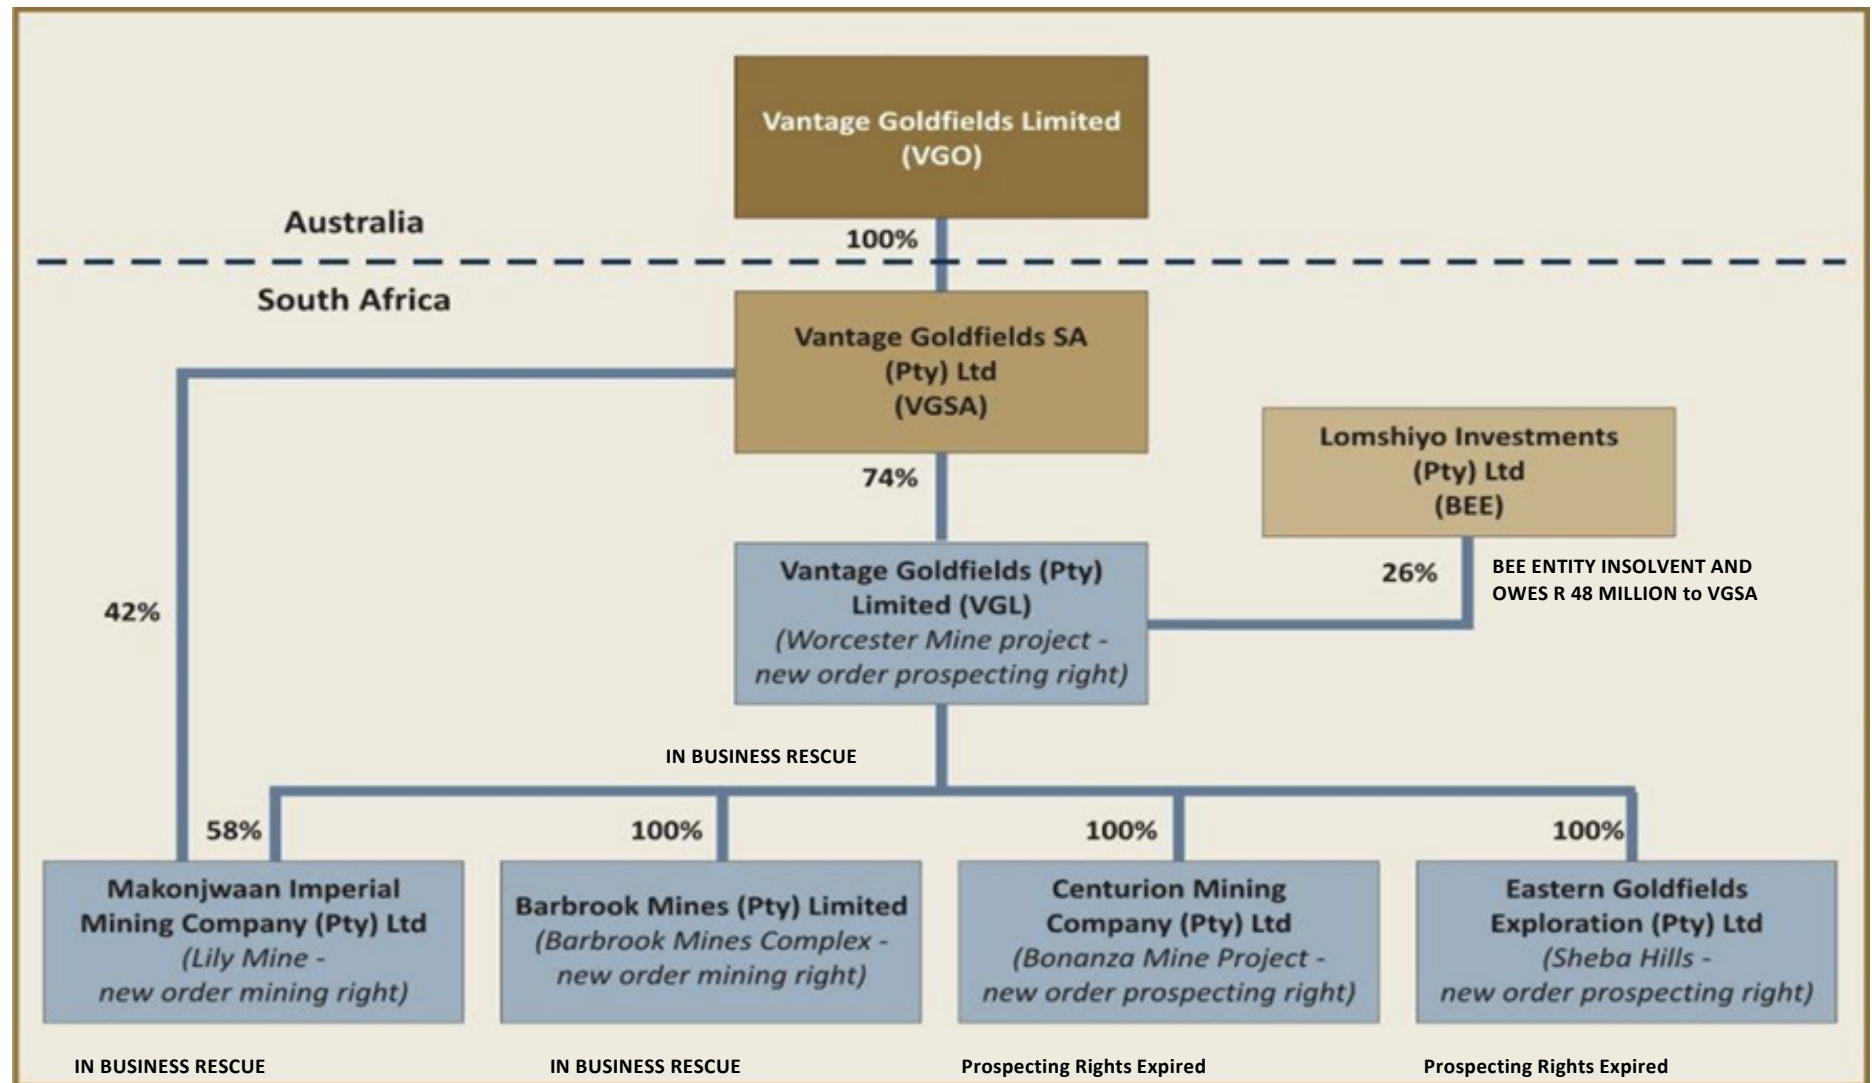 Vantage Goldfields Limited
(VGO)
Australia
100%
South Africa
Vantage Goldfields SA
(Pty) Ltd
(VGSA)
Lomshiyo Investments
(Pty) Ltd
(BEE)
74%
26%
BEE ENTITY INSOLVENT AND
OWES R 48 MILLION to VGSA
42%
Vantage Goldfields (Pty)
Limited (VGL)
(Worcester Mine project -
new order prospecting right)
IN BUSINESS RESCUE
58%
100%
100%
100%
Makonjwaan Imperial
Mining Company (Pty) Ltd
(Lily Mine -
new order mining right)
Barbrook Mines (Pty) Limited
(Barbrook Mines Complex -
new order mining right)
Centurion Mining
Company (Pty) Ltd
(Bonanza Mine Project -
new order prospecting right)
Eastern Goldfields
Exploration (Pty) Ltd
(Sheba Hills -
new order prospecting right)
IN BUSINESS RESCUE
IN BUSINESS RESCUE
Prospecting Rights Expired
Prospecting Rights Expired